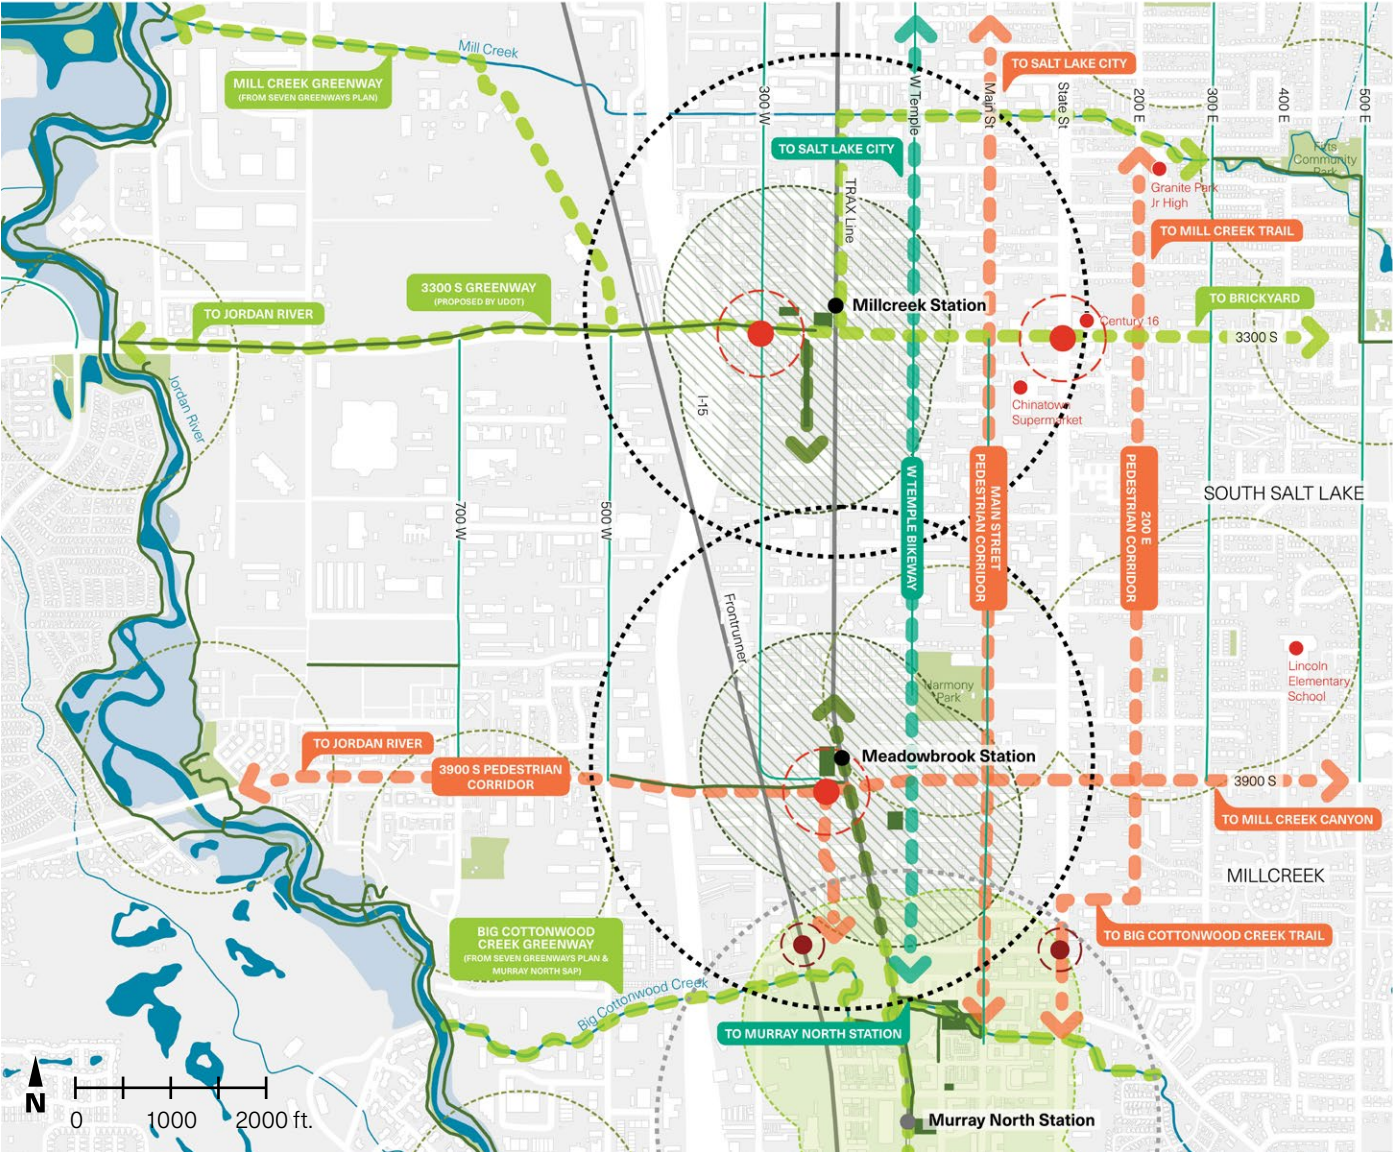 Mill Creek
TO SALT LAKE CITY
MILL CREEK GREENWAY
(FROM SEVEN GREENWAYS PLAN)
300 W
W Temple
Main St
State St
200 E
300 E
400 E
500 E
TO SALT LAKE CITY
Fitts
Community
Park
Granite Park
Jr High
TRAX Line
TO MILL CREEK TRAIL
3300 S GREENWAY
(PROPOSED BY UDOT)
TO JORDAN RIVER
Millcreek Station
TO BRICKYARD
Century 16
3300 S
Jordan River
I-15
Chinatown
Supermarket
700 W
500 W
W TEMPLE BIKEWAY
MAIN STREET
PEDESTRIAN CORRIDOR
200 E
PEDESTRIAN CORRIDOR
SOUTH SALT LAKE
Frontrunner
Harmony
Park
Lincoln
Elementary
School
TO JORDAN RIVER
Meadowbrook Station
3900 S PEDESTRIAN
CORRIDOR
3900 S
TO MILL CREEK CANYON
MILLCREEK
BIG COTTONWOOD
CREEK GREENWAY
(FROM SEVEN GREENWAYS PLAN &
MURRAY NORTH SAP)
TO BIG COTTONWOOD CREEK TRAIL
Big Cottonwood Creek
TO MURRAY NORTH STATION
N
0 1000 2000 ft.
Murray North Station